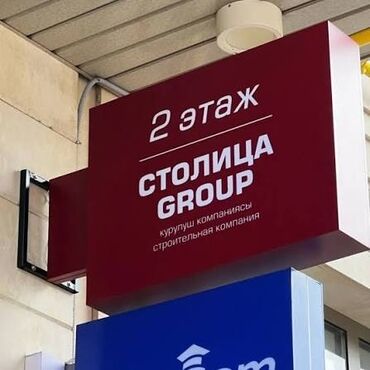 2 этаж
СТОЛИЦА
GROUP
курулуш компаниясы
строительная компания